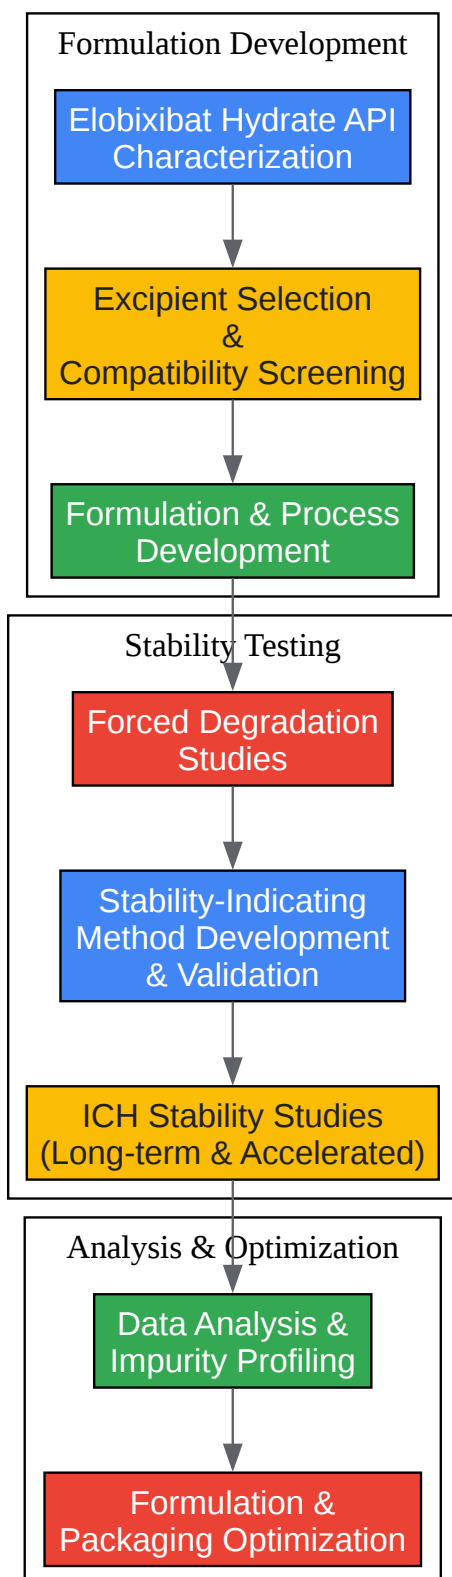 Formulation Development
Elobixibat Hydrate API
Characterization
Excipient Selection
&
Compatibility Screening
Formulation & Process
Development
Stability Testing
Forced Degradation
Studies
Stability-Indicating
Method Development
& Validation
ICH Stability Studies
(Long-term & Accelerated)
Analysis & Optimization
Data Analysis &
Impurity Profiling
Formulation &
Packaging Optimization